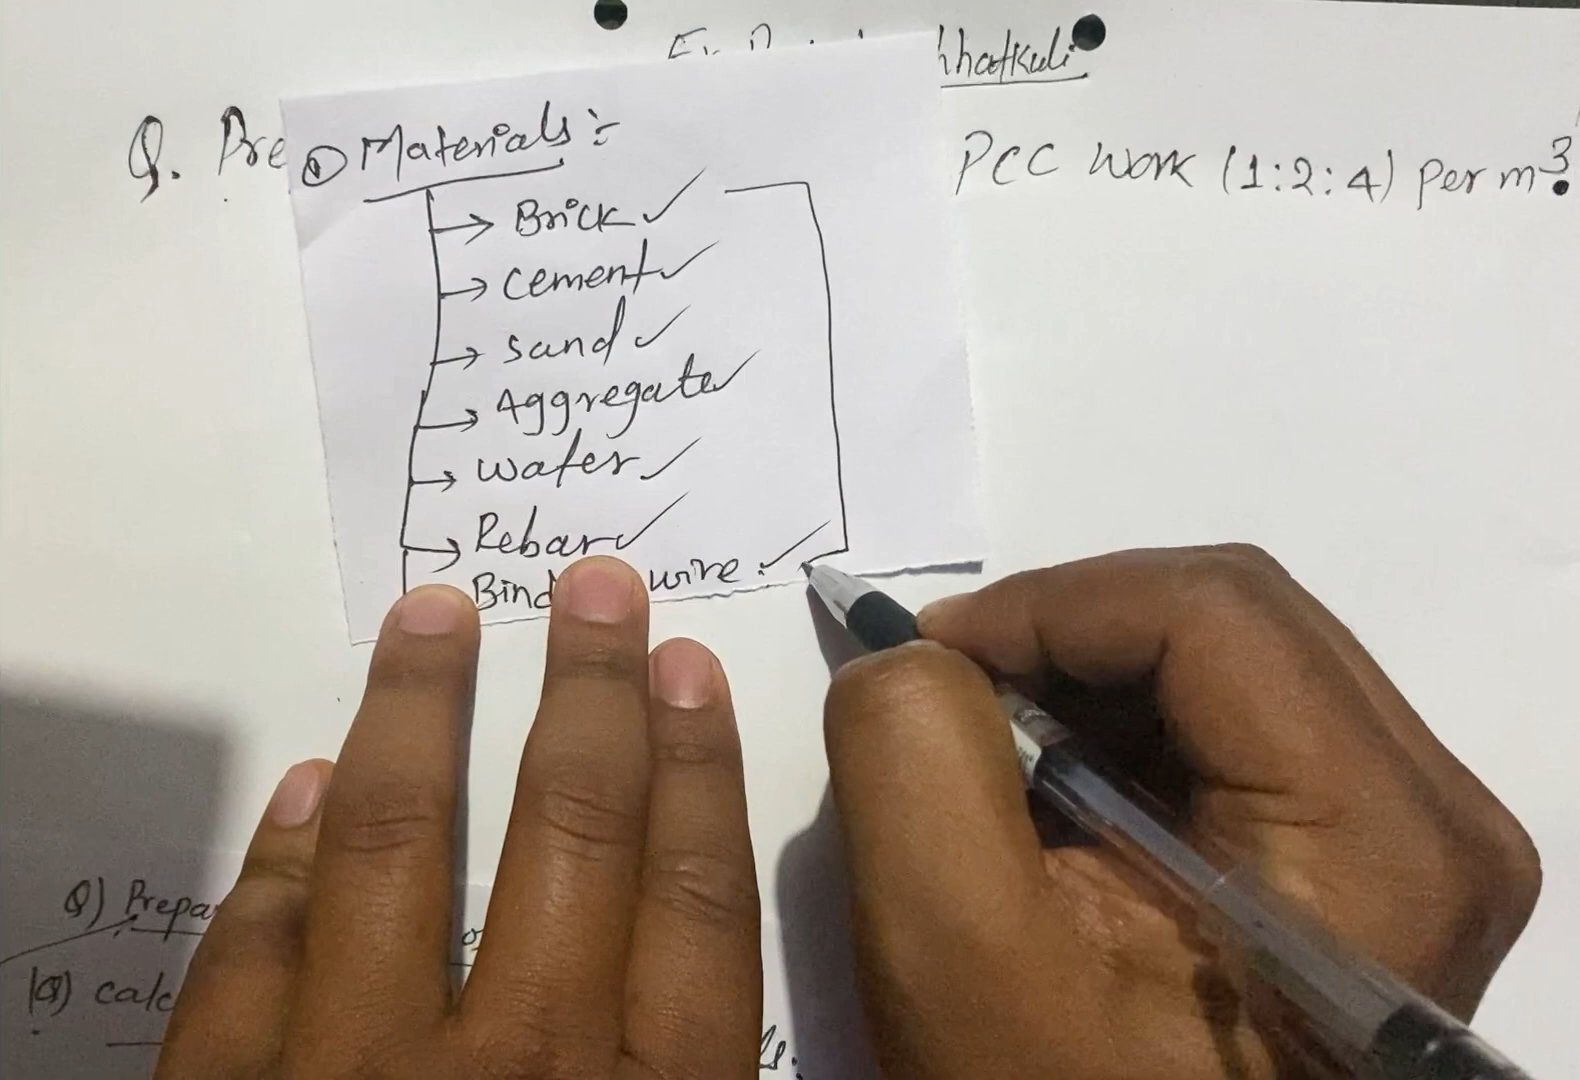 hhatkuli
Q. Pre PCC Work (1:2:4) Per m³?
① Materials :-
→ Brick ✓
→ Cement ✓
→ Sand ✓
→ Aggregate ✓
→ water ✓
→ Rebar ✓
Bind wire. ✓
Q) Prepa
Q) calc